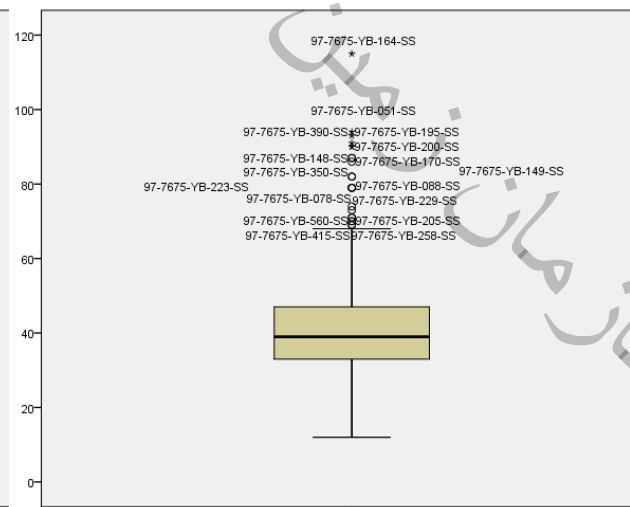 120
97-7675-YB-164-SS
100
97-7675-YB-051-SS
97-7675-YB-390-SS 97-7675-YB-195-SS
97-7675-YB-200-SS
97-7675-YB-148-SS 97-7675-YB-170-SS
97-7675-YB-350-SS 97-7675-YB-149-SS
80
97-7675-YB-223-SS 97-7675-YB-088-SS
97-7675-YB-078-SS 97-7675-YB-229-SS
97-7675-YB-560-SS 97-7675-YB-205-SS
97-7675-YB-415-SS 97-7675-YB-258-SS
60
40
20
0